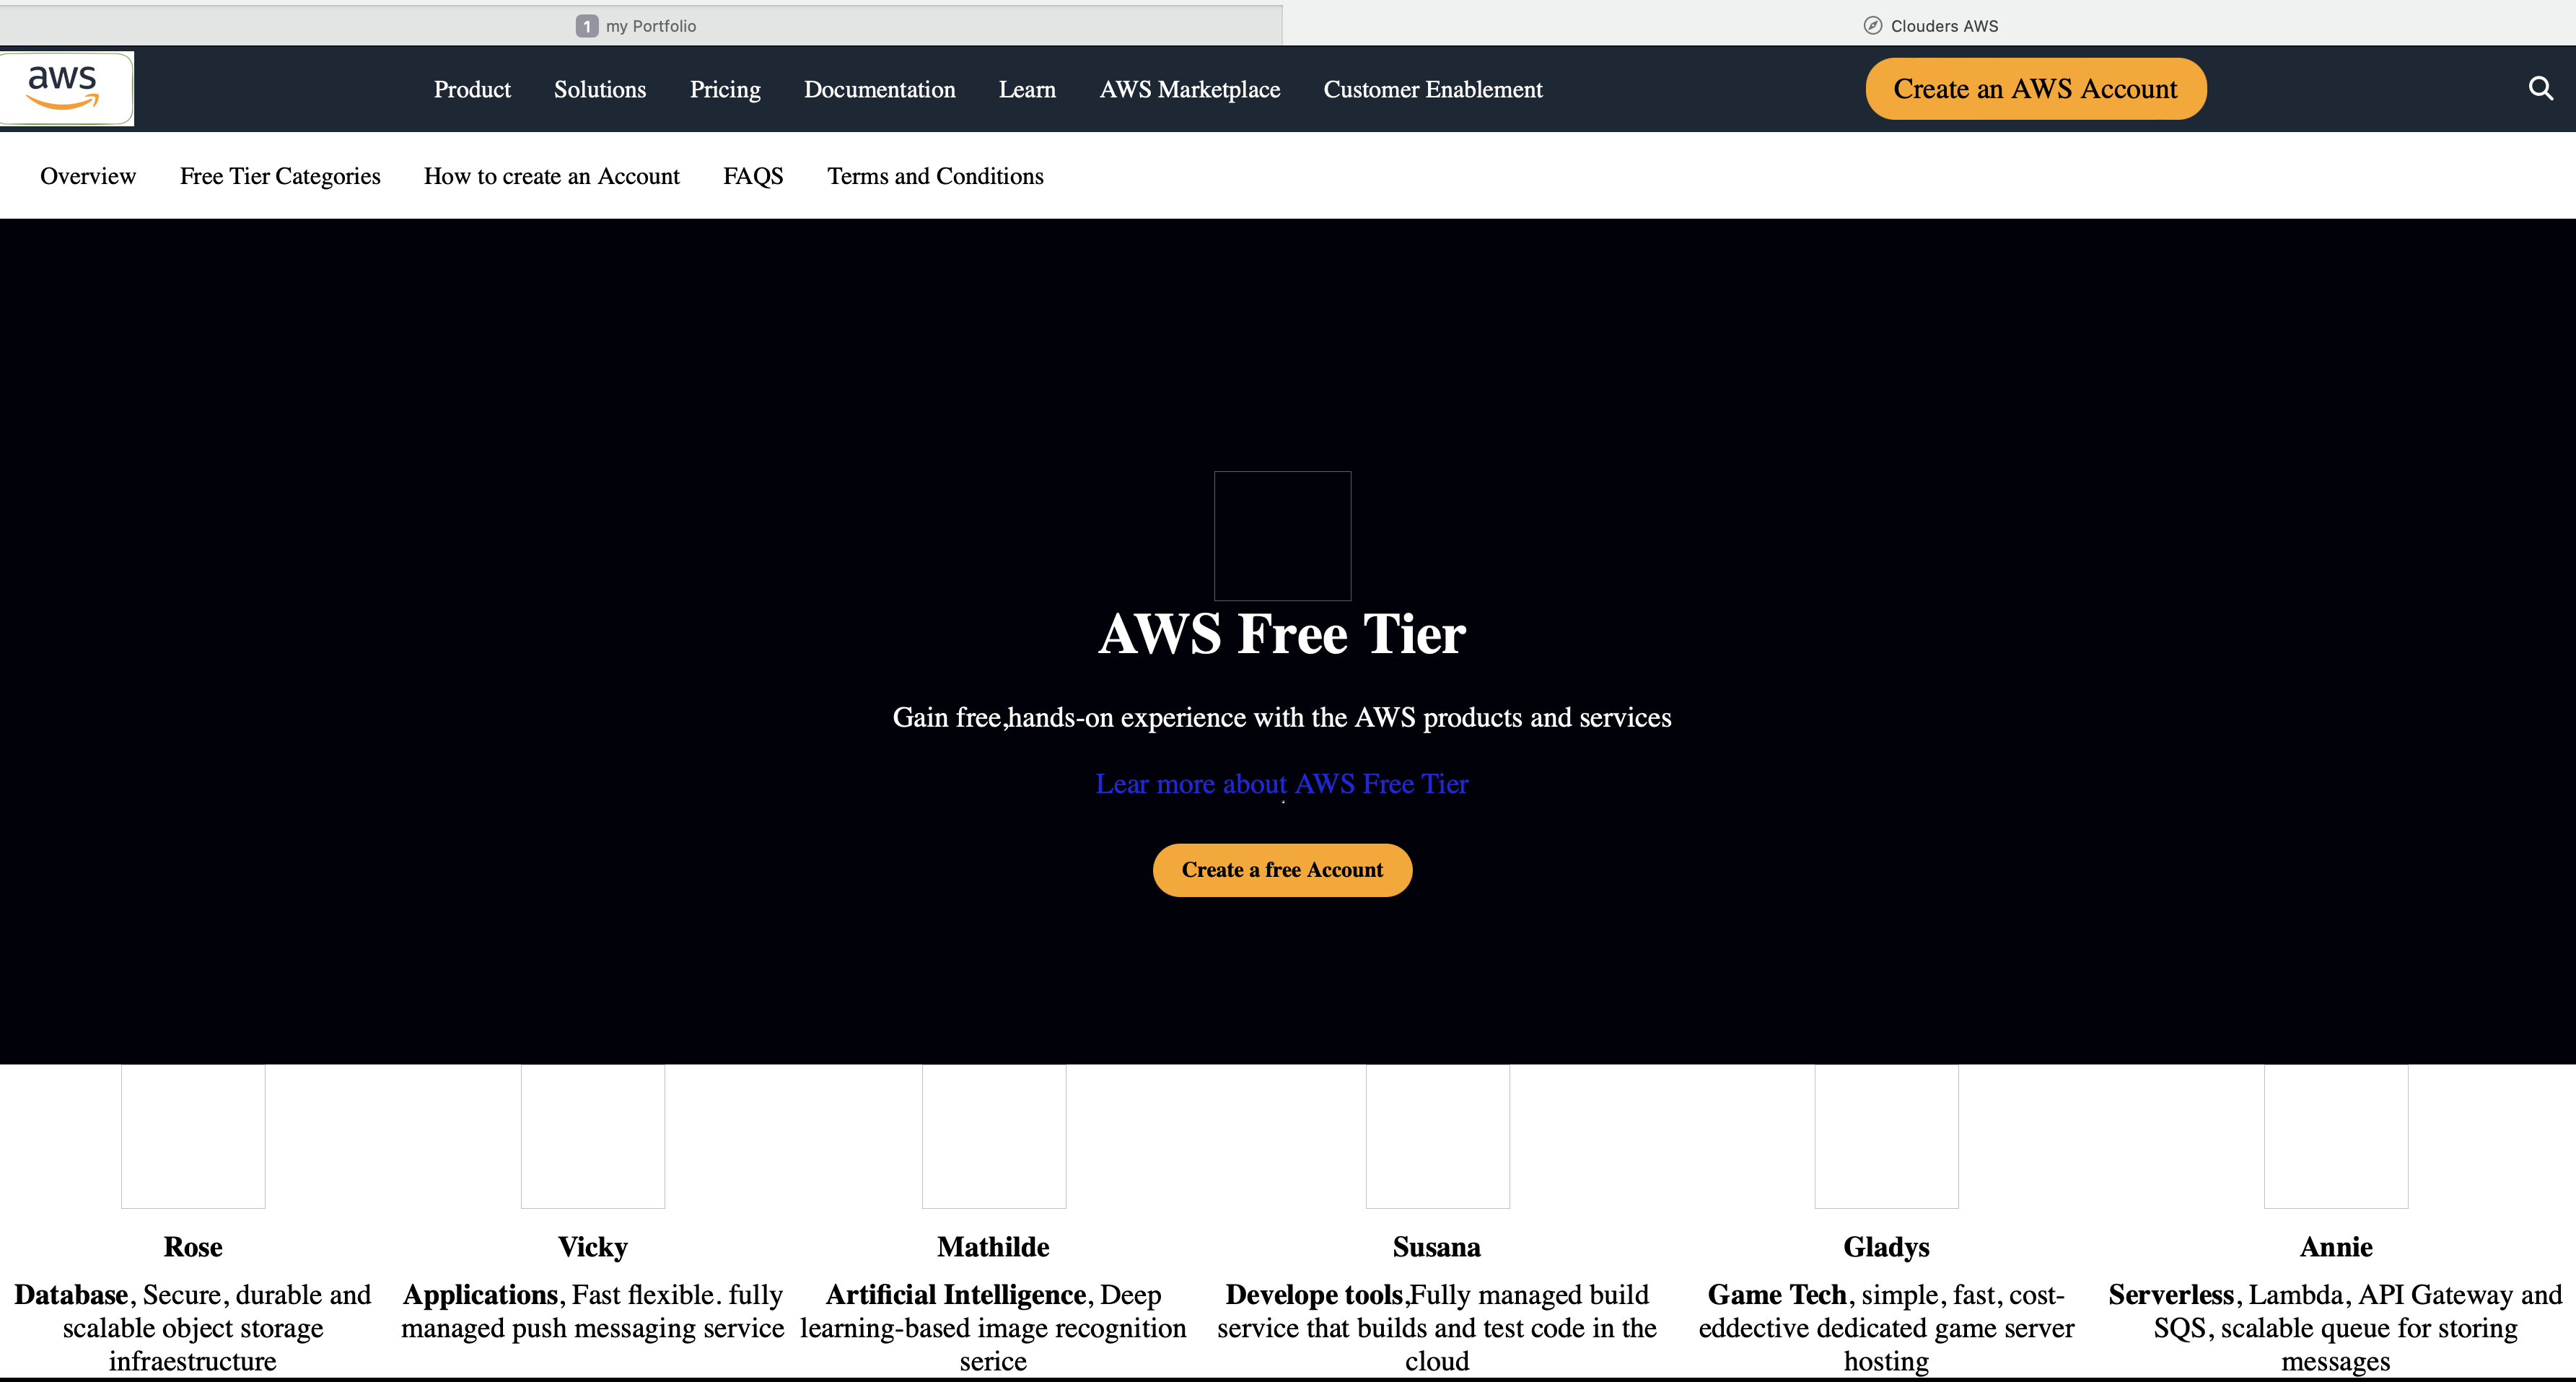 1 my Portfolio
Clouders AWS
aws
Product Solutions Pricing Documentation Learn AWS Marketplace Customer Enablement
Create an AWS Account
Overview Free Tier Categories How to create an Account FAQS Terms and Conditions
AWS Free Tier
Gain free,hands-on experience with the AWS products and services
Lear more about AWS Free Tier
Create a free Account
Rose
Database, Secure, durable and
scalable object storage
infraestructure
Vicky
Applications, Fast flexible. fully
managed push messaging service
Mathilde
Artificial Intelligence, Deep
learning-based image recognition
serice
Susana
Develope tools,Fully managed build
service that builds and test code in the
cloud
Gladys
Game Tech, simple, fast, cost-
eddective dedicated game server
hosting
Annie
Serverless, Lambda, API Gateway and
SQS, scalable queue for storing
messages